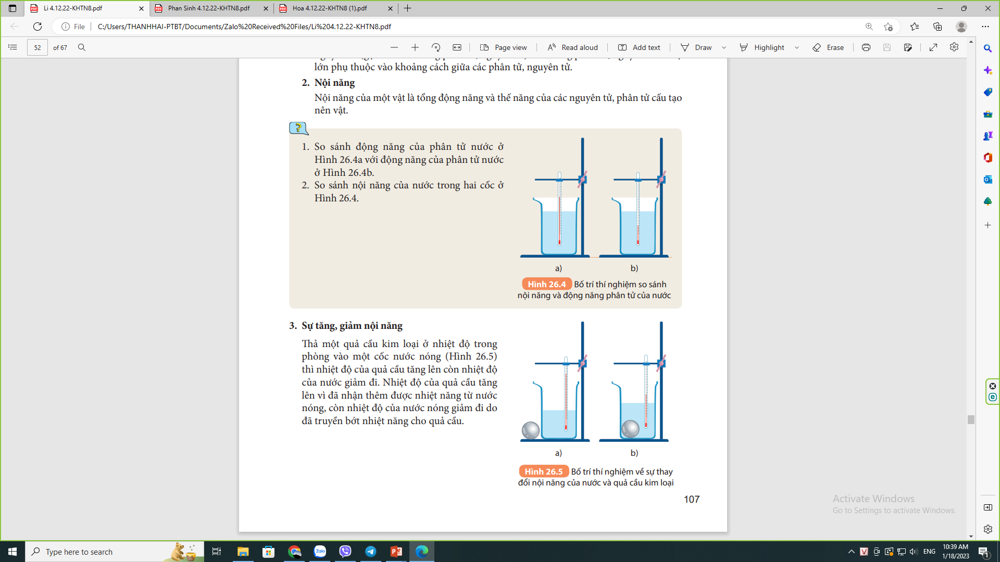 Li 4.12.22-KHTN8.pdf
Phan Sinh 4.12.22-KHTN8.pdf
Hoa 4.12.22-KHTN8 (1).pdf
File
C:/Users/THANHHAI-PTBT/Documents/Zalo%20Received%20Files/Li%204.12.22-KHTN8.pdf
52 of 67
Page view
Read aloud
Add text
Draw
Highlight
Erase
lớn phụ thuộc vào khoảng cách giữa các phân tử, nguyên tử.
2. Nội năng
Nội năng của một vật là tổng động năng và thế năng của các nguyên tử, phân tử cấu tạo
nên vật.
?
1. So sánh động năng của phân tử nước ở
Hình 26.4a với động năng của phân tử nước
ở Hình 26.4b.
2. So sánh nội năng của nước trong hai cốc ở
Hình 26.4.
a)
b)
Hình 26.4 Bố trí thí nghiệm so sánh
nội năng và động năng phân tử của nước
3. Sự tăng, giảm nội năng
Thả một quả cầu kim loại ở nhiệt độ trong
phòng vào một cốc nước nóng (Hình 26.5)
thì nhiệt độ của quả cầu tăng lên còn nhiệt độ
của nước giảm đi. Nhiệt độ của quả cầu tăng
lên vì đã nhận thêm được nhiệt năng từ nước
nóng, còn nhiệt độ của nước nóng giảm đi do
đã truyền bớt nhiệt năng cho quả cầu.
a)
b)
Hình 26.5 Bố trí thí nghiệm về sự thay
đổi nội năng của nước và quả cầu kim loại
107
Activate Windows
Go to Settings to activate Windows.
Type here to search
Zalo
ENG
10:39 AM
1/18/2023
1